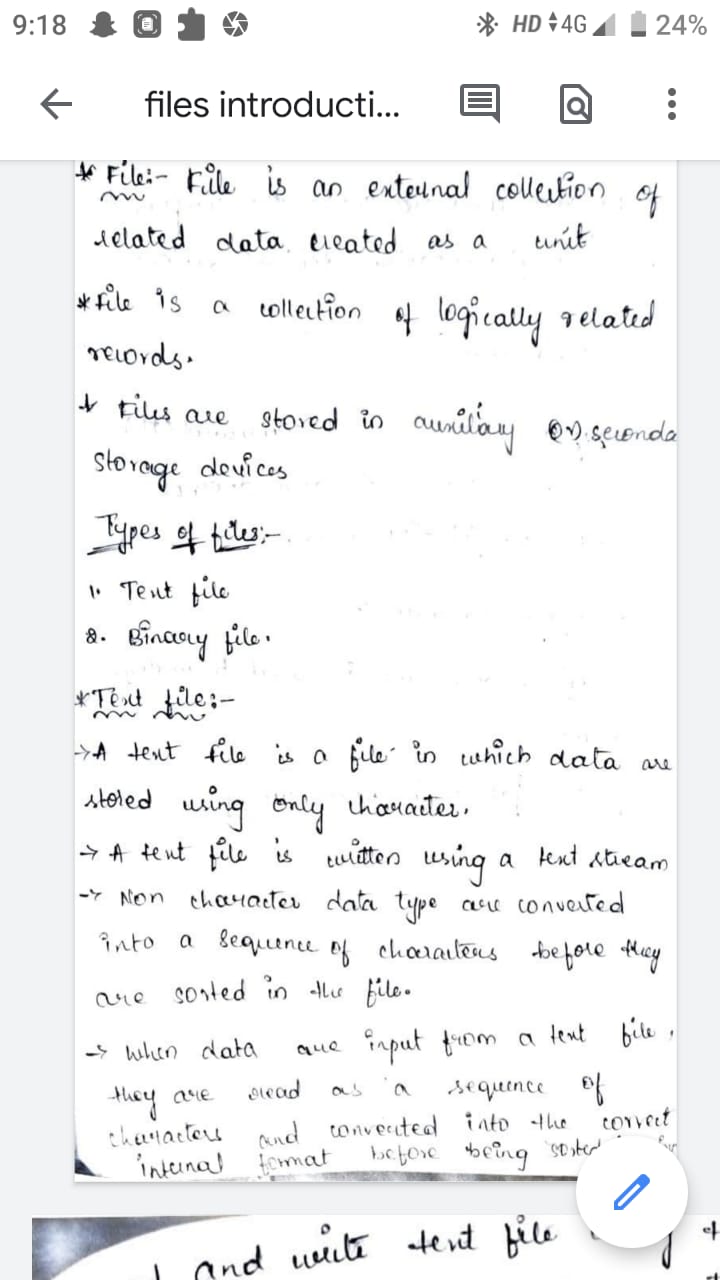 9:18
HD 4G 24%
files introducti...
* File:- File is an external collection of
related data created as a unit
* file is a collection of logically related
records.
* Files are stored in auxiliary (or) seconda
storage devices
Types of files:-
1. Text file
2. Binary file.
* Text file:-
→ A text file is a file in which data are
stored using only character.
→ A text file is written using a text stream
→ Non character data type are converted
into a sequence of characters before they
are sorted in the file.
→ When data are input from a text file,
they are read as a sequence of
characters and converted into the correct
internal format before being sorted
and write text file